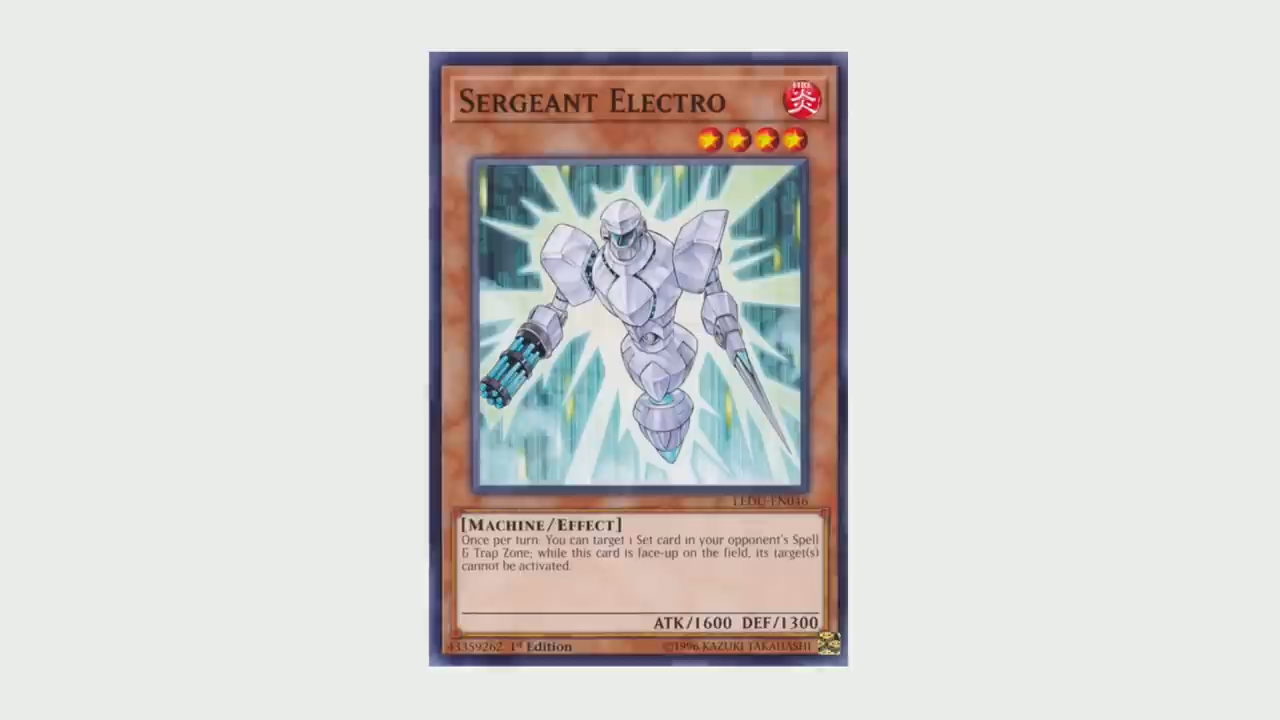 SERGEANT ELECTRO
炎
LEDU-EN046
[MACHINE/EFFECT]
Once per turn: You can target 1 Set card in your opponent's Spell
& Trap Zone; while this card is face-up on the field, its target(s)
cannot be activated.
ATK/1600 DEF/1300
43359262 1st Edition
©1996 KAZUKI TAKAHASHI